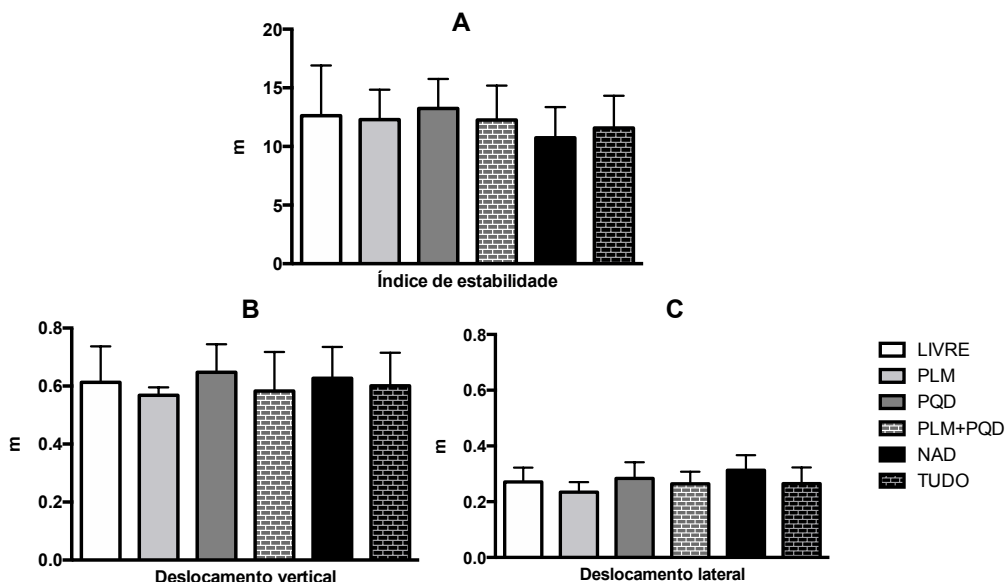 A
20
15
10
5
0
m
Índice de estabilidade
B
0.8
0.6
0.4
0.2
0.0
m
Deslocamento vertical
C
0.8
0.6
0.4
0.2
0.0
m
Deslocamento lateral
LIVRE
PLM
PQD
PLM+PQD
NAD
TUDO